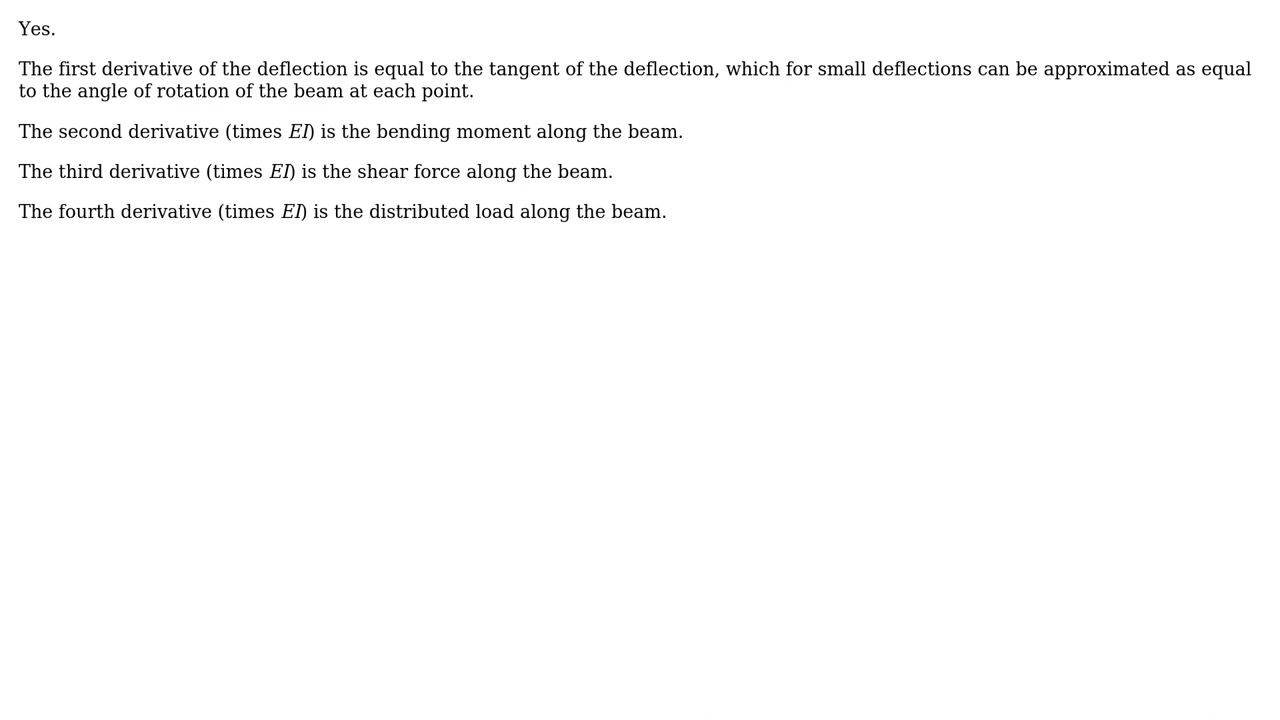 Yes.
The first derivative of the deflection is equal to the tangent of the deflection, which for small deflections can be approximated as equal
to the angle of rotation of the beam at each point.
The second derivative (times EI) is the bending moment along the beam.
The third derivative (times EI) is the shear force along the beam.
The fourth derivative (times EI) is the distributed load along the beam.